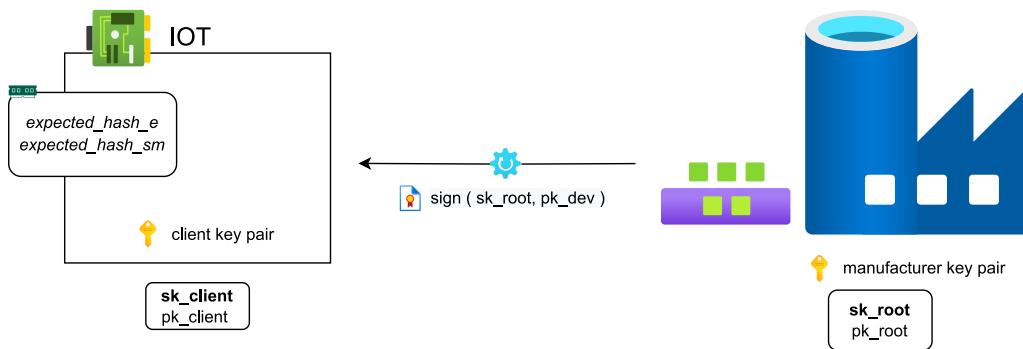 IOT
expected_hash_e
expected_hash_sm
sign ( sk_root, pk_dev )
client key pair
sk_client
pk_client
manufacturer key pair
sk_root
pk_root